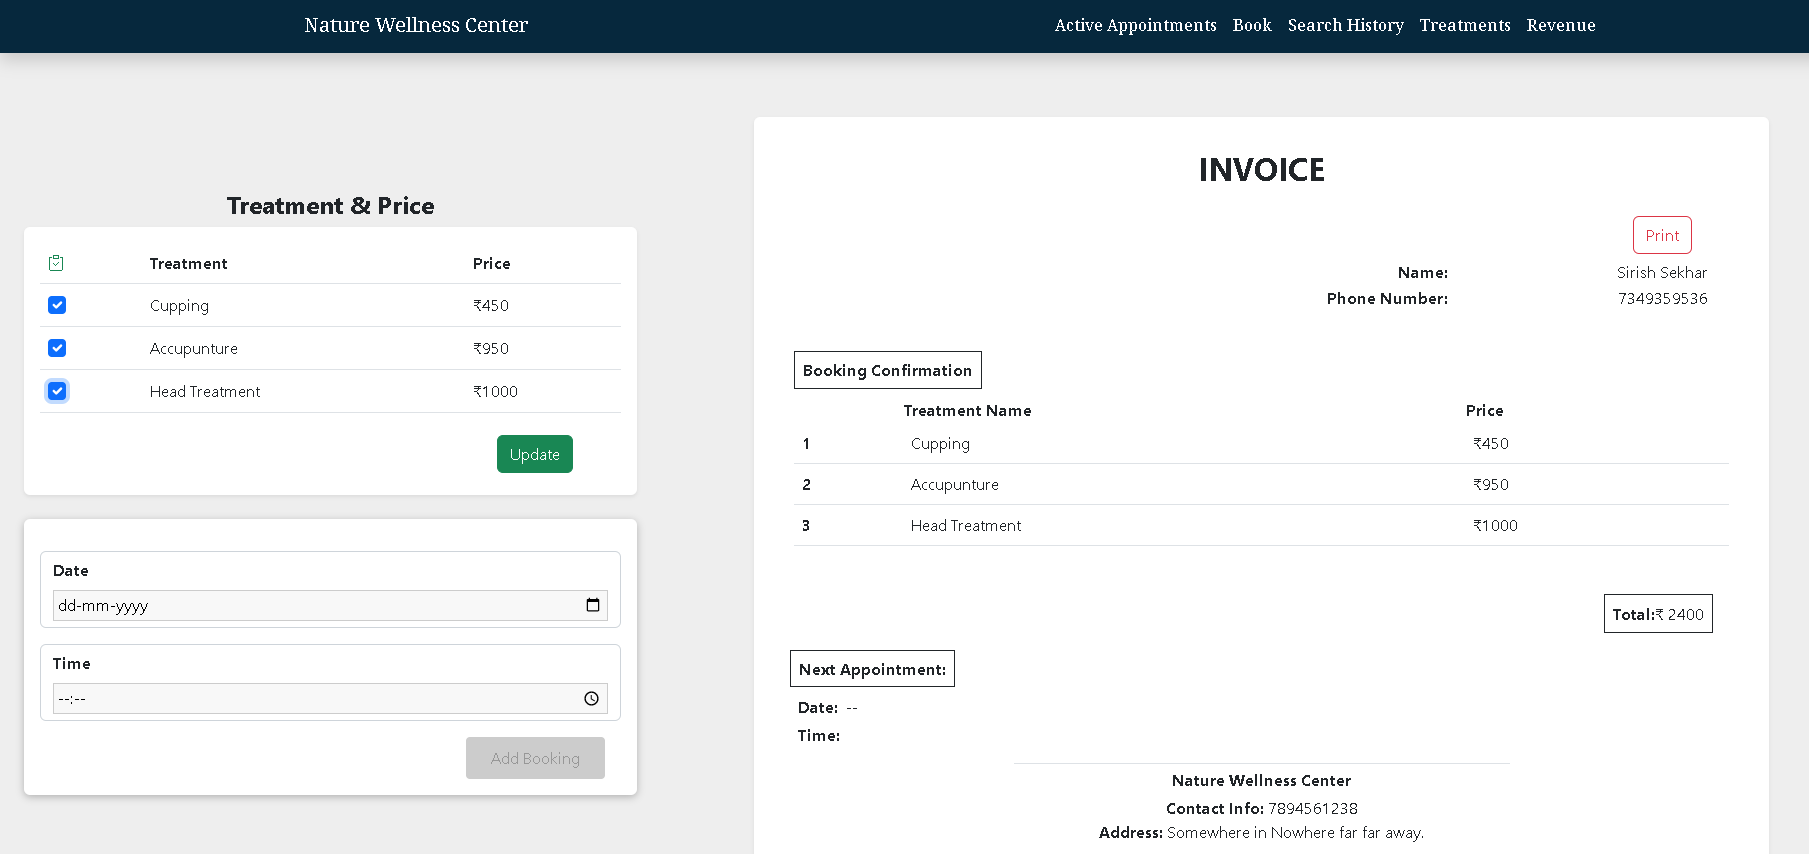 Nature Wellness Center
Active Appointments Book Search History Treatments Revenue
Treatment & Price
Treatment Price
Cupping ₹450
Accupunture ₹950
Head Treatment ₹1000
Update
Date
dd-mm-yyyy
Time
--:--
Add Booking
INVOICE
Print
Name: Sirish Sekhar
Phone Number: 7349359536
Booking Confirmation
Treatment Name Price
1 Cupping ₹450
2 Accupunture ₹950
3 Head Treatment ₹1000
Total:₹ 2400
Next Appointment:
Date: --
Time:
Nature Wellness Center
Contact Info: 7894561238
Address: Somewhere in Nowhere far far away.